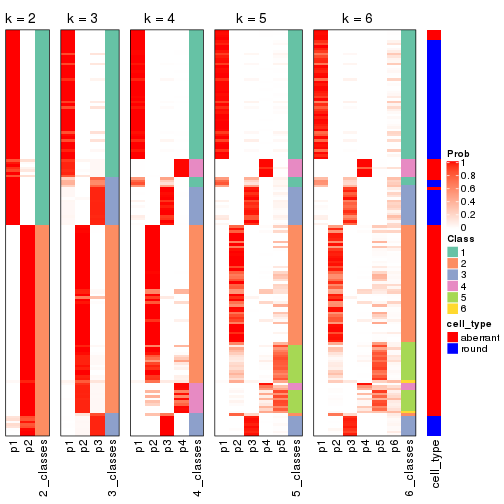 k = 2 k = 3 k = 4 k = 5 k = 6
p1 p2 2_classes p1 p2 p3 3_classes p1 p2 p3 p4 4_classes p1 p2 p3 p4 p5 5_classes p1 p2 p3 p4 p5 p6 6_classes cell_type
Prob
1
0.8
0.6
0.4
0.2
0
Class
1
2
3
4
5
6
cell_type
aberrant
round